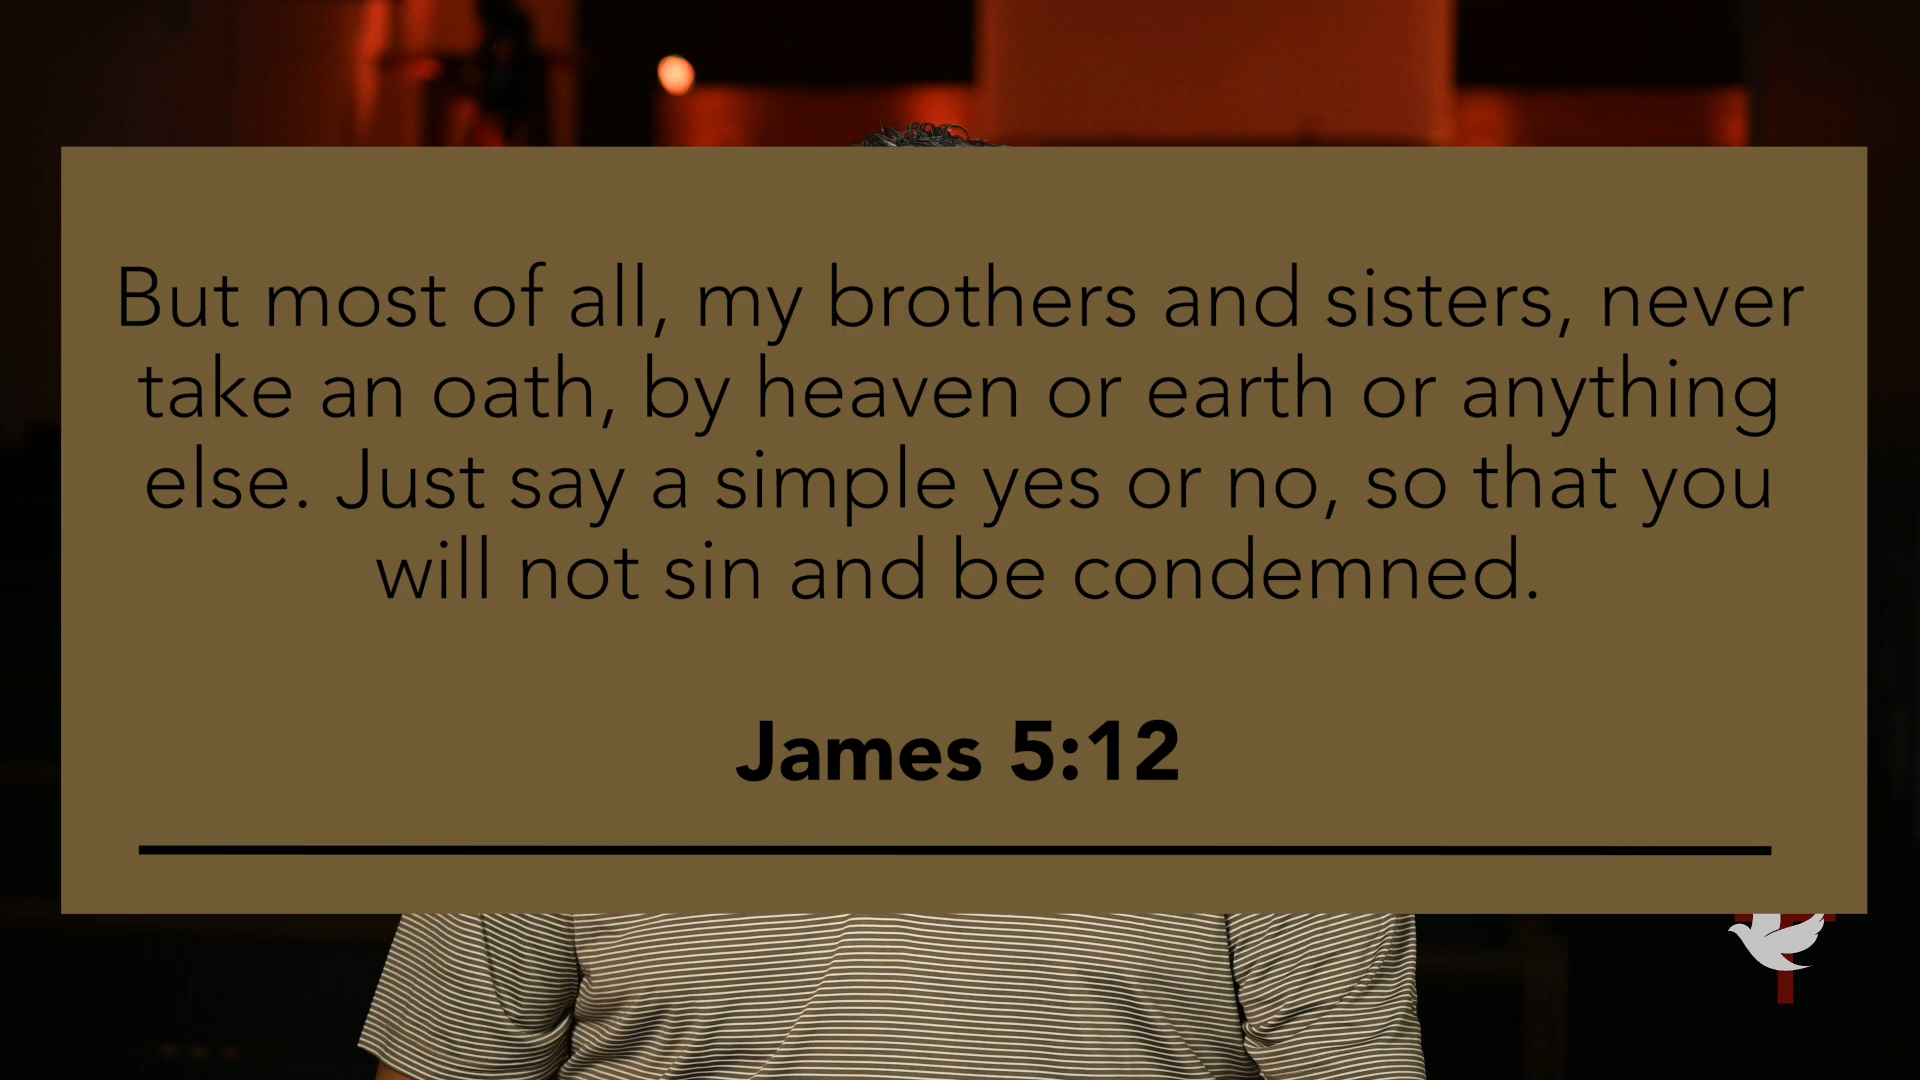 But most of all, my brothers and sisters, never
take an oath, by heaven or earth or anything
else. Just say a simple yes or no, so that you
will not sin and be condemned.
James 5:12